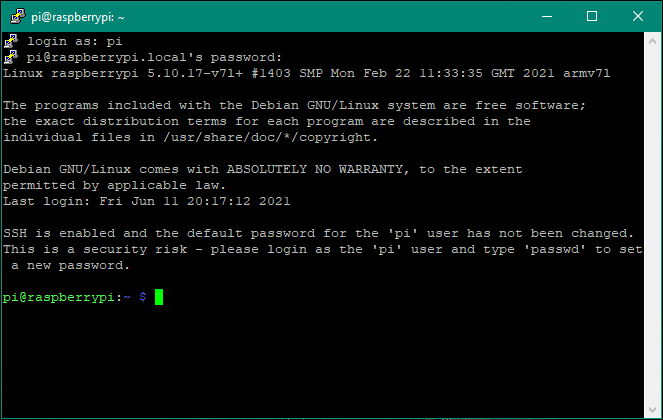 pi@raspberrypi: ~
login as: pi
pi@raspberrypi.local's password:
Linux raspberrypi 5.10.17-v7l+ #1403 SMP Mon Feb 22 11:33:35 GMT 2021 armv7l
The programs included with the Debian GNU/Linux system are free software;
the exact distribution terms for each program are described in the
individual files in /usr/share/doc/*/copyright.
Debian GNU/Linux comes with ABSOLUTELY NO WARRANTY, to the extent
permitted by applicable law.
Last login: Fri Jun 11 20:17:12 2021
SSH is enabled and the default password for the 'pi' user has not been changed.
This is a security risk - please login as the 'pi' user and type 'passwd' to set
 a new password.
pi@raspberrypi:~ $